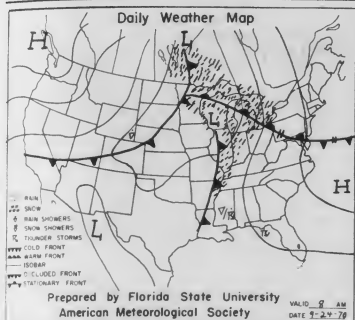 Daily Weather Map
H
L
L
H
L
RAIN
SNOW
RAIN SHOWERS
SNOW SHOWERS
THUNDER STORMS
COLD FRONT
WARM FRONT
ISOBAR
OCCLUDED FRONT
STATIONARY FRONT
Prepared by Florida State University
American Meteorological Society
VALID 8 AM
DATE 9-24-70